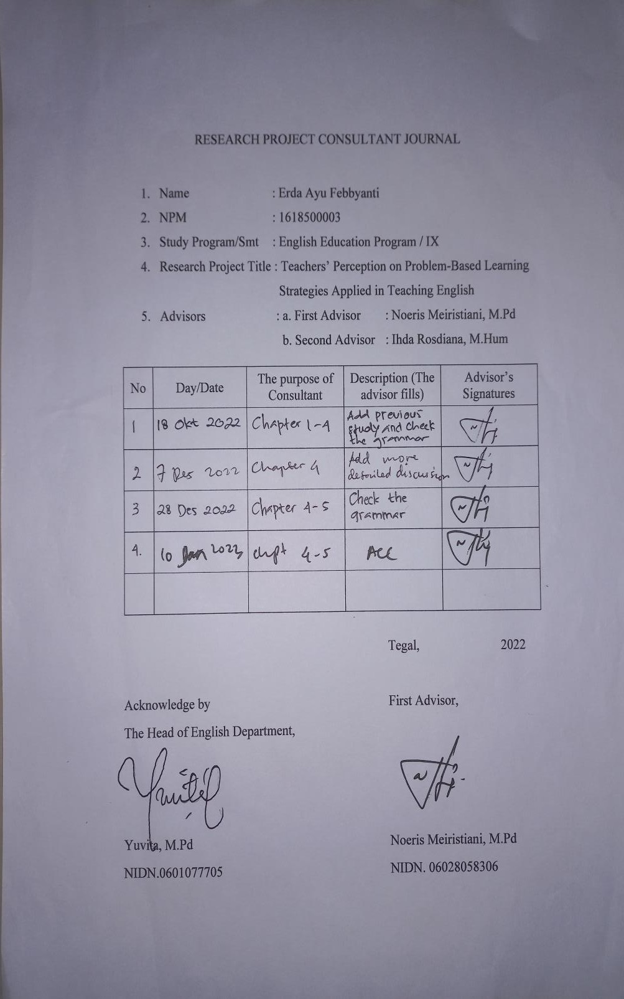 RESEARCH PROJECT CONSULTANT JOURNAL
1. Name : Erda Ayu Febbyanti
2. NPM : 1618500003
3. Study Program/Smt : English Education Program / IX
4. Research Project Title : Teachers' Perception on Problem-Based Learning
Strategies Applied in Teaching English
5. Advisors : a. First Advisor : Noeris Meiristiani, M.Pd
b. Second Advisor : Ihda Rosdiana, M.Hum
No Day/Date The purpose of Description (The Advisor's
Consultant advisor fills) Signatures
1 18 Okt 2022 Chapter 1-4 Add previous
study and check
the grammar
2 7 Des 2022 Chapter 4 Add more
detailed discussion
3 28 Des 2022 Chapter 4-5 Check the
grammar
4. 10 Jan 2023 chpt 4-5 ACC
Tegal, 2022
Acknowledge by First Advisor,
The Head of English Department,
Yuvita, M.Pd Noeris Meiristiani, M.Pd
NIDN.0601077705 NIDN. 06028058306